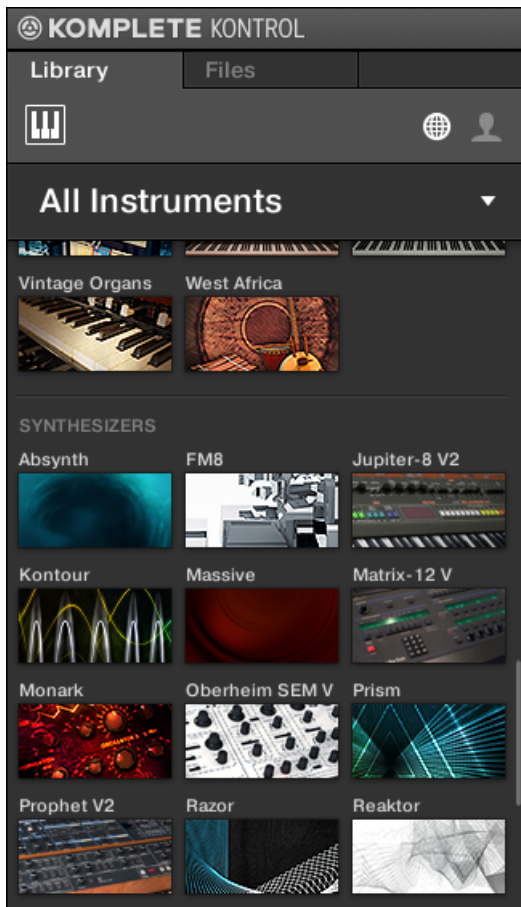 KOMPLETE KONTROL
Library Files
All Instruments
Vintage Organs West Africa
SYNTHESIZERS
Absynth FM8 Jupiter-8 V2
Kontour Massive Matrix-12 V
Monark Oberheim SEM V Prism
Prophet V2 Razor Reaktor